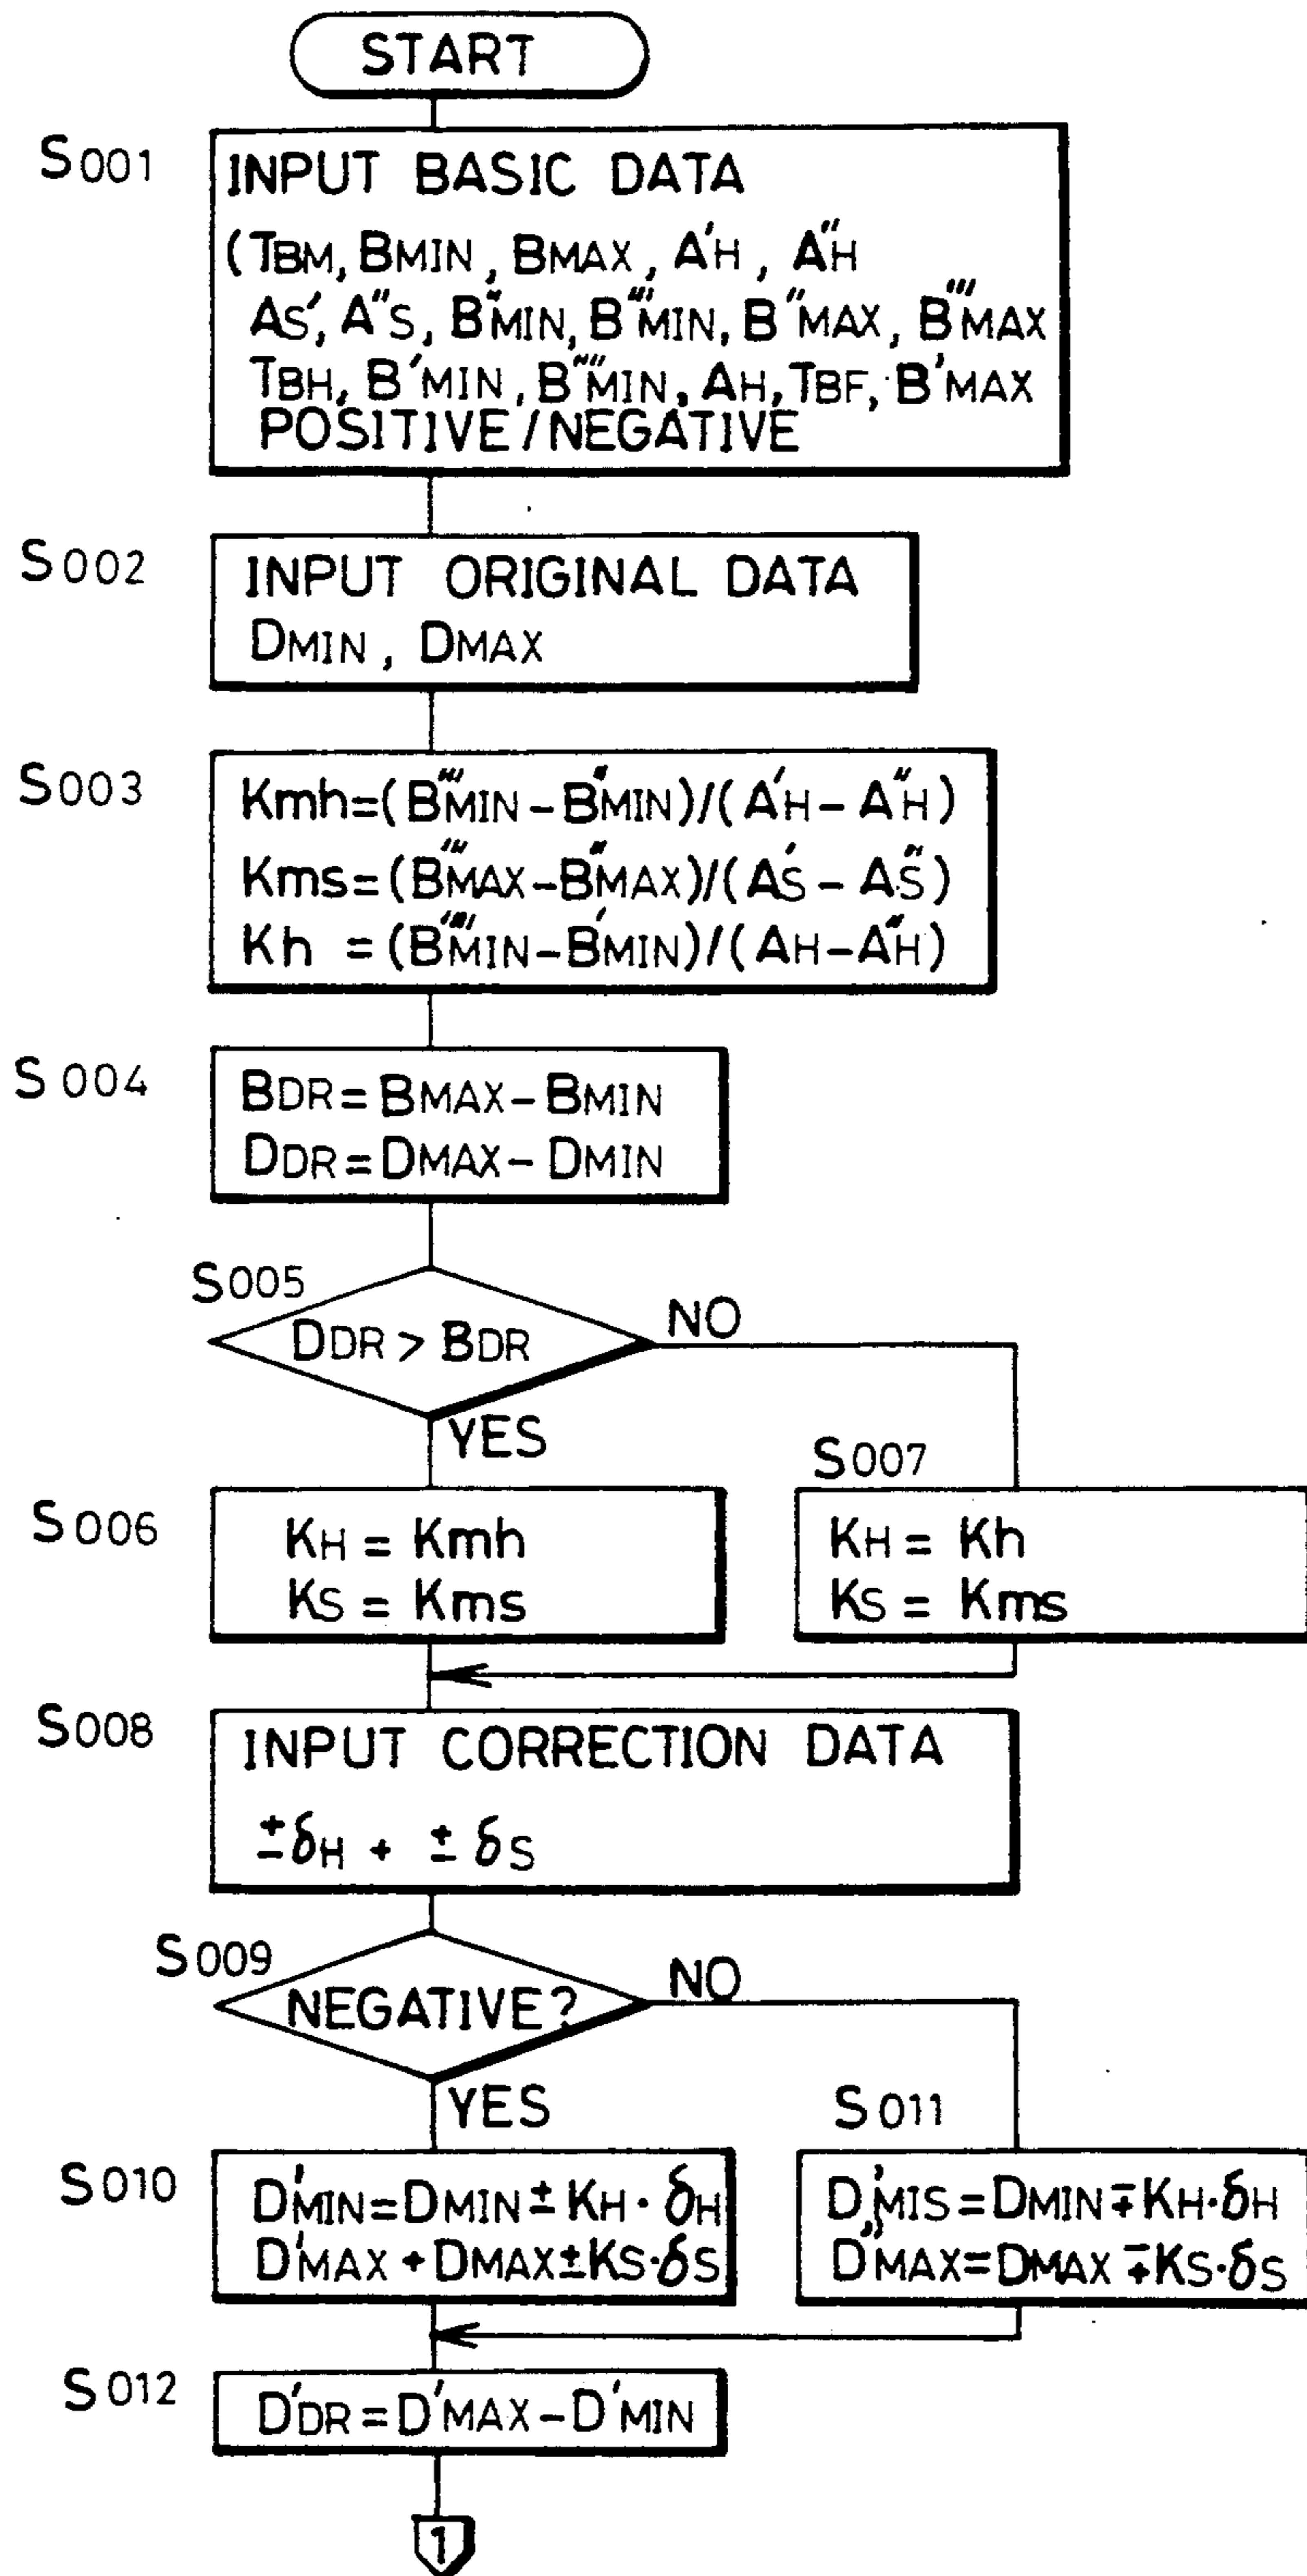 START
S001
INPUT BASIC DATA
(TBM, BMIN, BMAX, A'H, A"H
AS', A"S, B"MIN, B'''MIN, B"MAX, B'''MAX
TBH, B'MIN, B""MIN, AH, TBF, B'MAX
POSITIVE/NEGATIVE
S002
INPUT ORIGINAL DATA
DMIN, DMAX
S003
Kmh=(B'''MIN-B"MIN)/(A'H-A"H)
Kms=(B'''MAX-B"MAX)/(A'S-A"S)
Kh =(B""MIN-B'MIN)/(AH-A"H)
S004
BDR=BMAX-BMIN
DDR=DMAX-DMIN
S005
DDR > BDR
NO
YES
S006
KH = Kmh
KS = Kms
S007
KH = Kh
KS = Kms
S008
INPUT CORRECTION DATA
±δH + ± δS
S009
NEGATIVE?
NO
YES
S010
D'MIN=DMIN±KH·δH
D'MAX+DMAX±KS·δS
S011
D'MIS=DMIN∓KH·δH
D"MAX=DMAX∓KS·δS
S012
D'DR=D'MAX-D'MIN
1